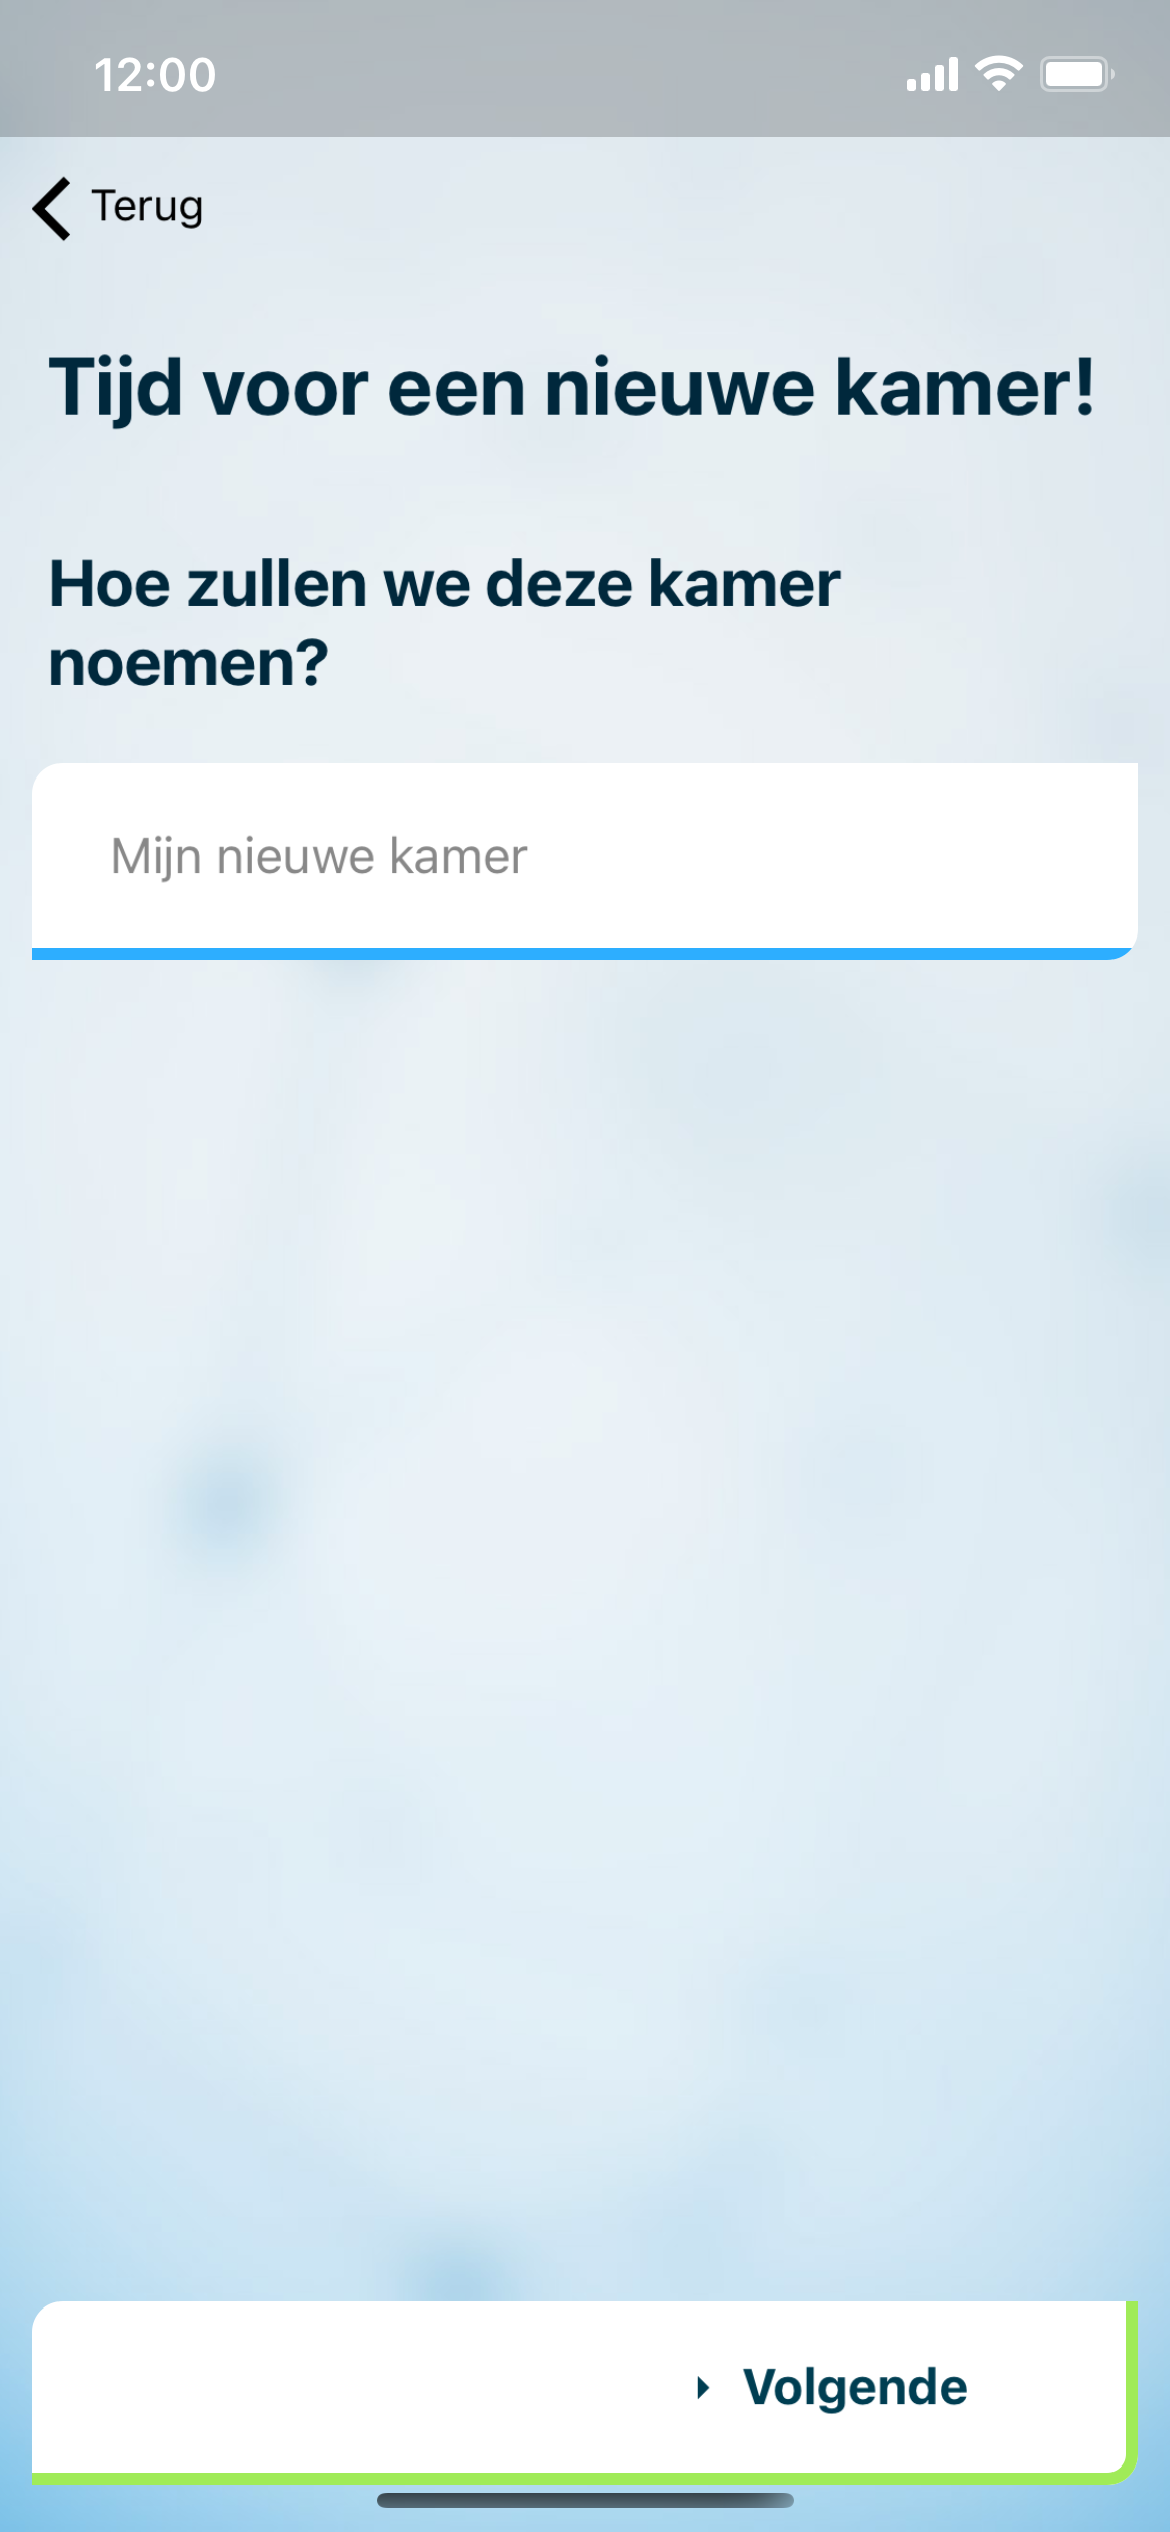 12:00
Terug
Tijd voor een nieuwe kamer!
Hoe zullen we deze kamer
noemen?
Mijn nieuwe kamer
Volgende